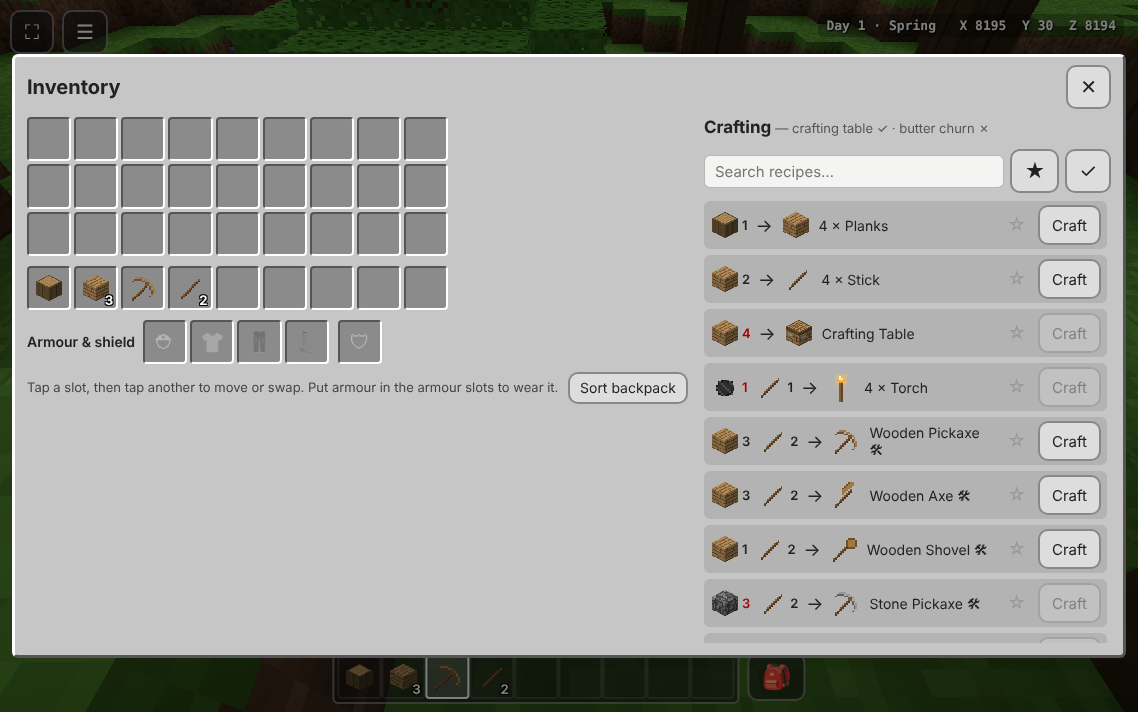 Day 1 · Spring X 8195 Y 30 Z 8194
Inventory
Crafting — crafting table ✓ · butter churn ×
Search recipes...
1 → 4 × Planks ☆ Craft
2 → 4 × Stick ☆ Craft
4 → Crafting Table ☆ Craft
1 1 → 4 × Torch ☆ Craft
3 2 → Wooden Pickaxe 🛠 ☆ Craft
3 2 → Wooden Axe 🛠 ☆ Craft
1 2 → Wooden Shovel 🛠 ☆ Craft
3 2 → Stone Pickaxe 🛠 ☆ Craft
3 2
Armour & shield
Tap a slot, then tap another to move or swap. Put armour in the armour slots to wear it. Sort backpack
3 2